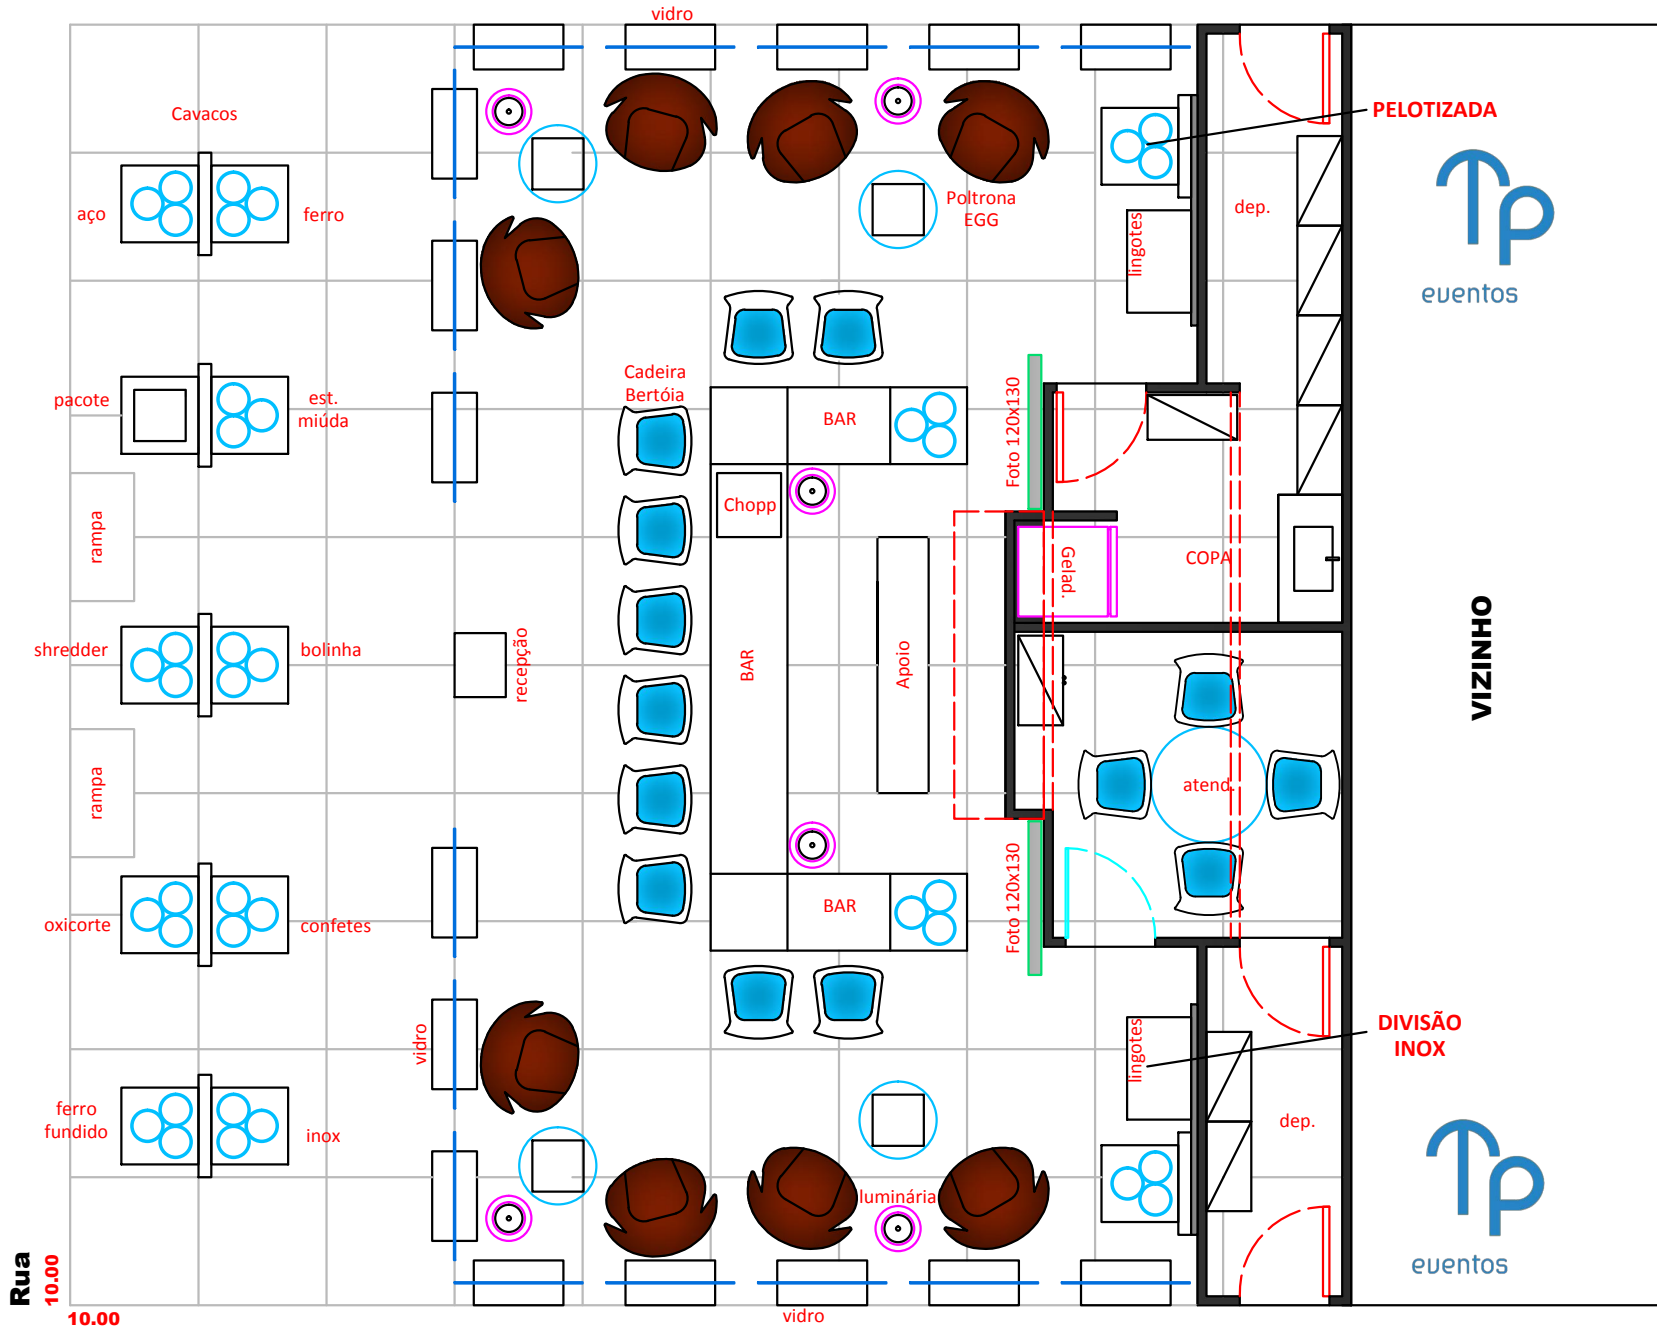 vidro
Cavacos
PELOTIZADA
aço
ferro
Poltrona
EGG
dep.
lingotes
eventos
pacote
est.
miúda
Cadeira
Bertóia
BAR
Foto 120x130
Chopp
rampa
Gelad.
COPA
VIZINHO
shredder
bolinha
recepção
BAR
Apoio
rampa
atend.
oxicorte
confetes
BAR
Foto 120x130
vidro
lingotes
DIVISÃO
INOX
ferro
fundido
inox
dep.
luminária
eventos
Rua
10.00
10.00
vidro